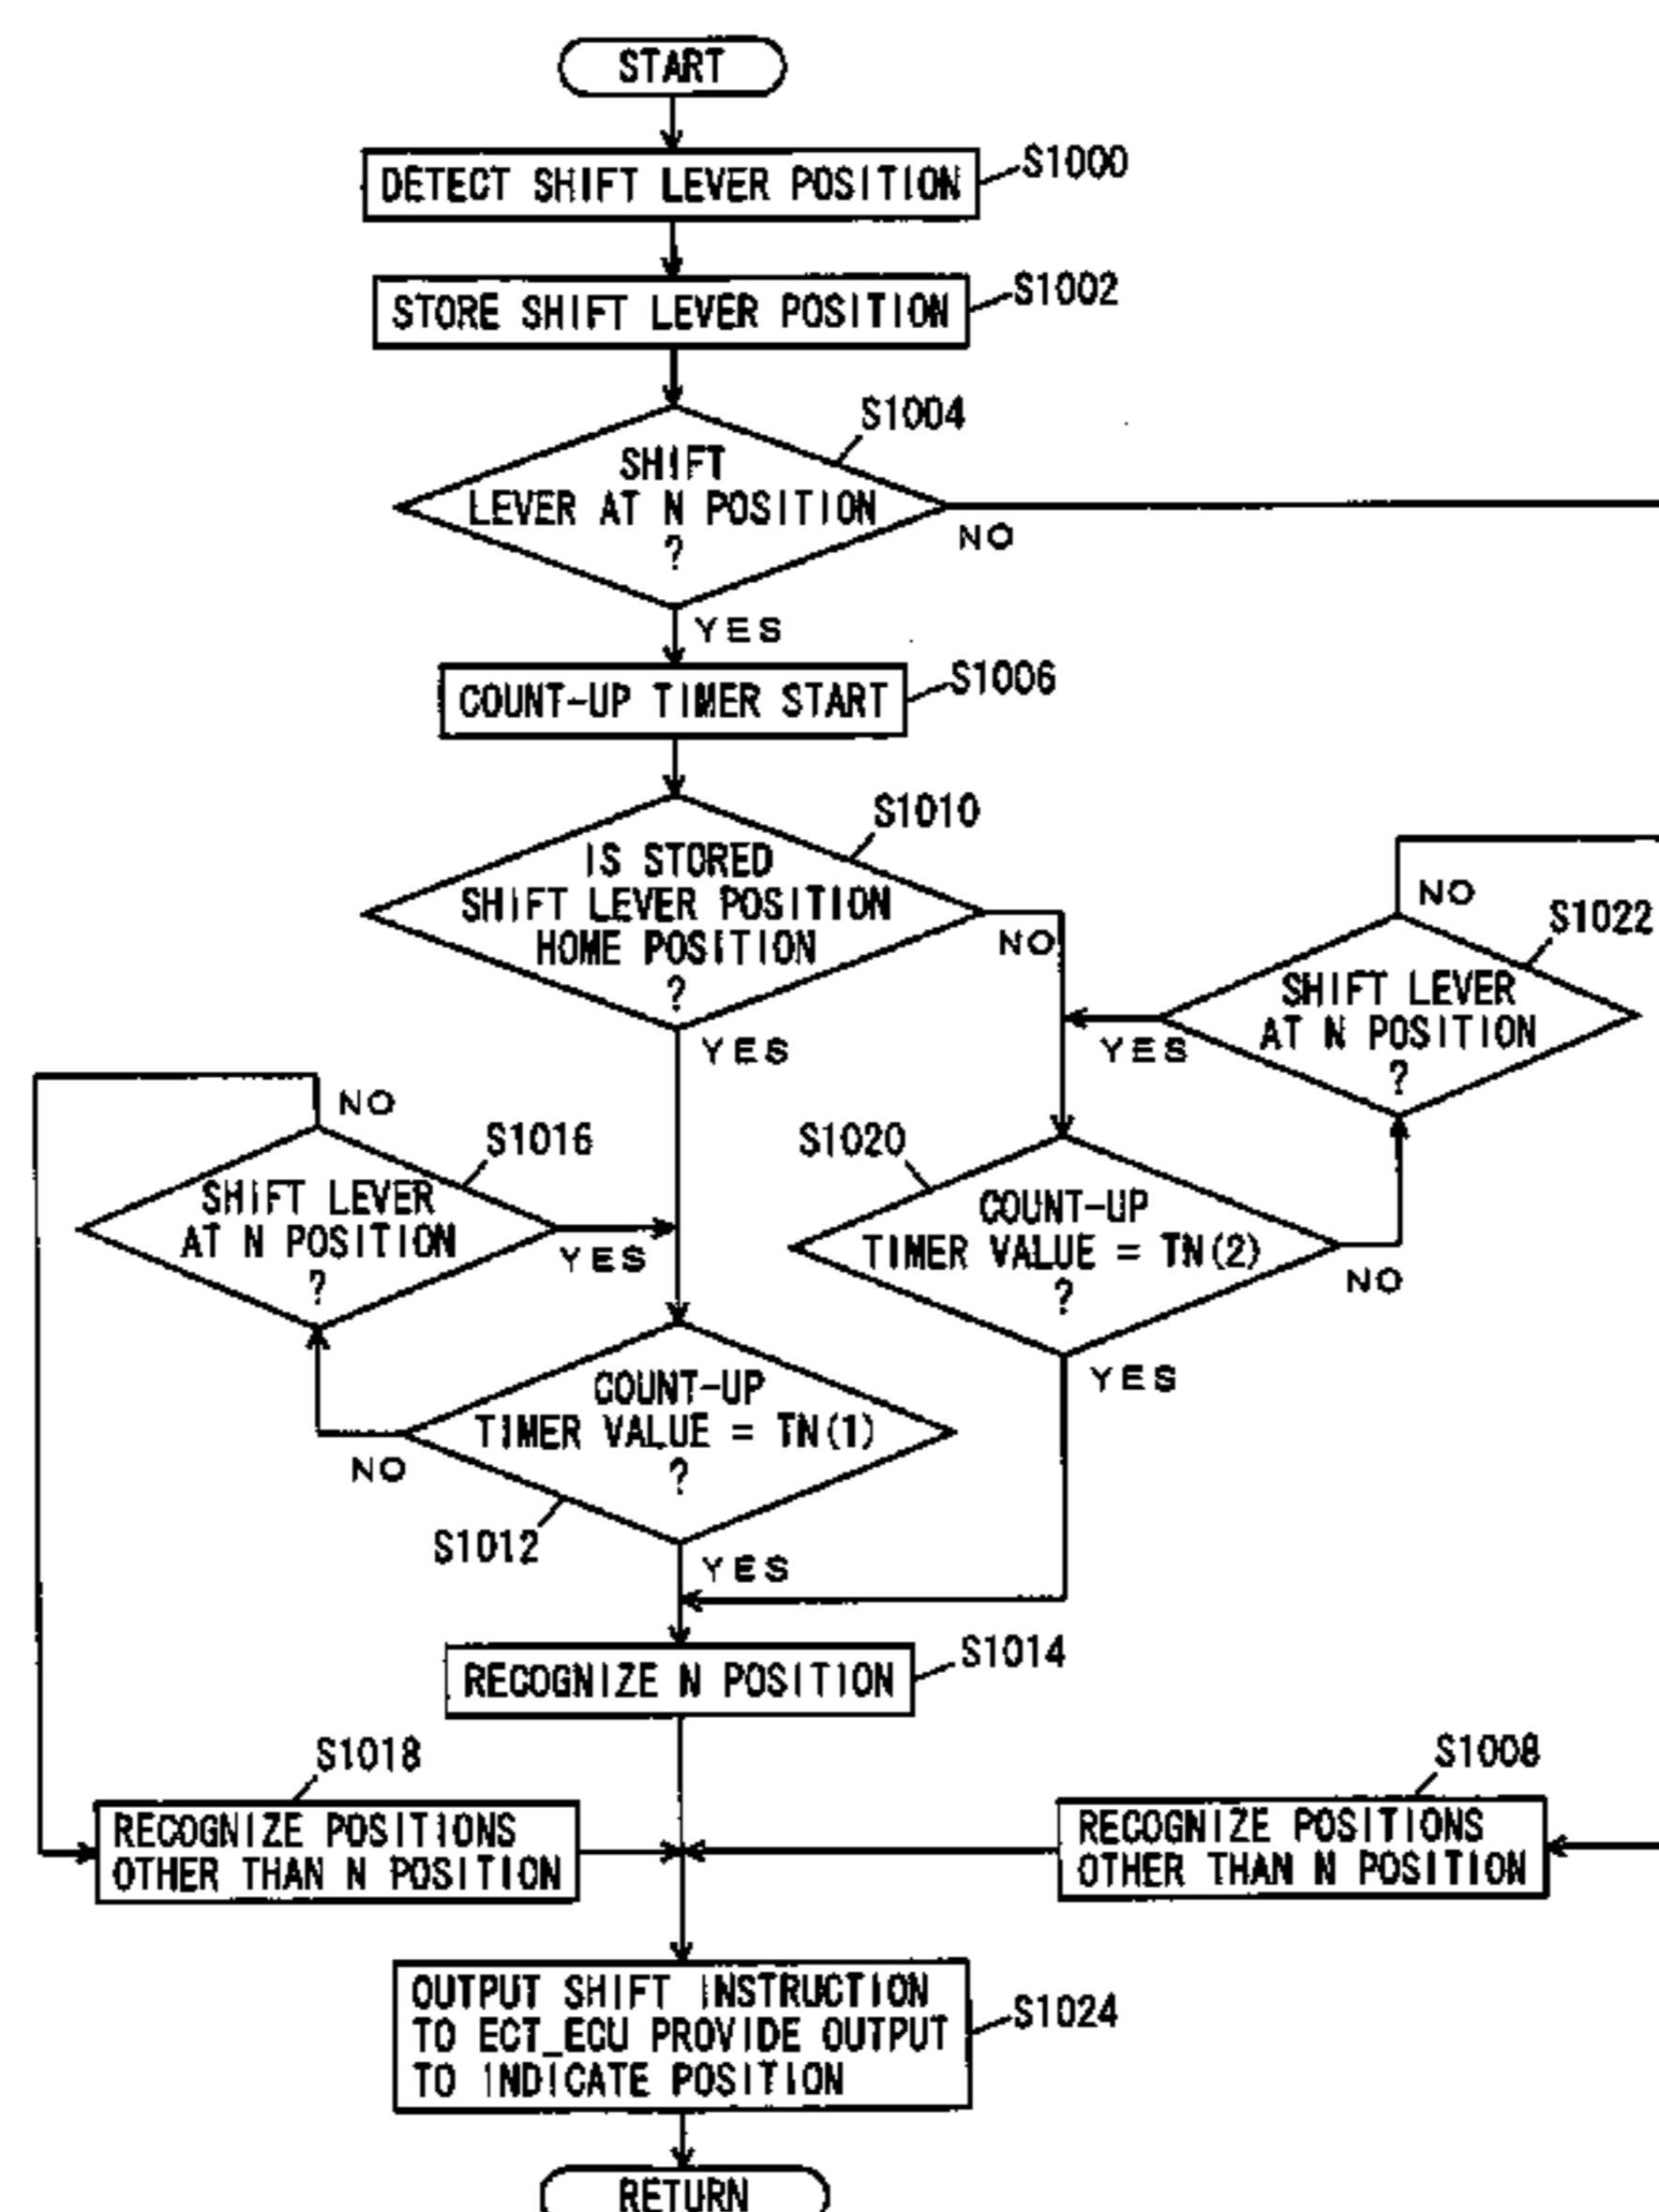 START
DETECT SHIFT LEVER POSITION
S1000
STORE SHIFT LEVER POSITION
S1002
S1004
SHIFT
LEVER AT N POSITION
?
NO
YES
COUNT-UP TIMER START
S1006
S1010
IS STORED
SHIFT LEVER POSITION
HOME POSITION
?
NO
YES
NO
S1022
SHIFT LEVER
AT N POSITION
?
YES
NO
S1016
SHIFT LEVER
AT N POSITION
?
YES
S1020
COUNT-UP
TIMER VALUE = TN(2)
?
NO
YES
COUNT-UP
TIMER VALUE = TN(1)
?
NO
S1012
YES
RECOGNIZE N POSITION
S1014
S1018
RECOGNIZE POSITIONS
OTHER THAN N POSITION
S1008
RECOGNIZE POSITIONS
OTHER THAN N POSITION
OUTPUT SHIFT INSTRUCTION
TO ECT_ECU PROVIDE OUTPUT
TO INDICATE POSITION
S1024
RETURN